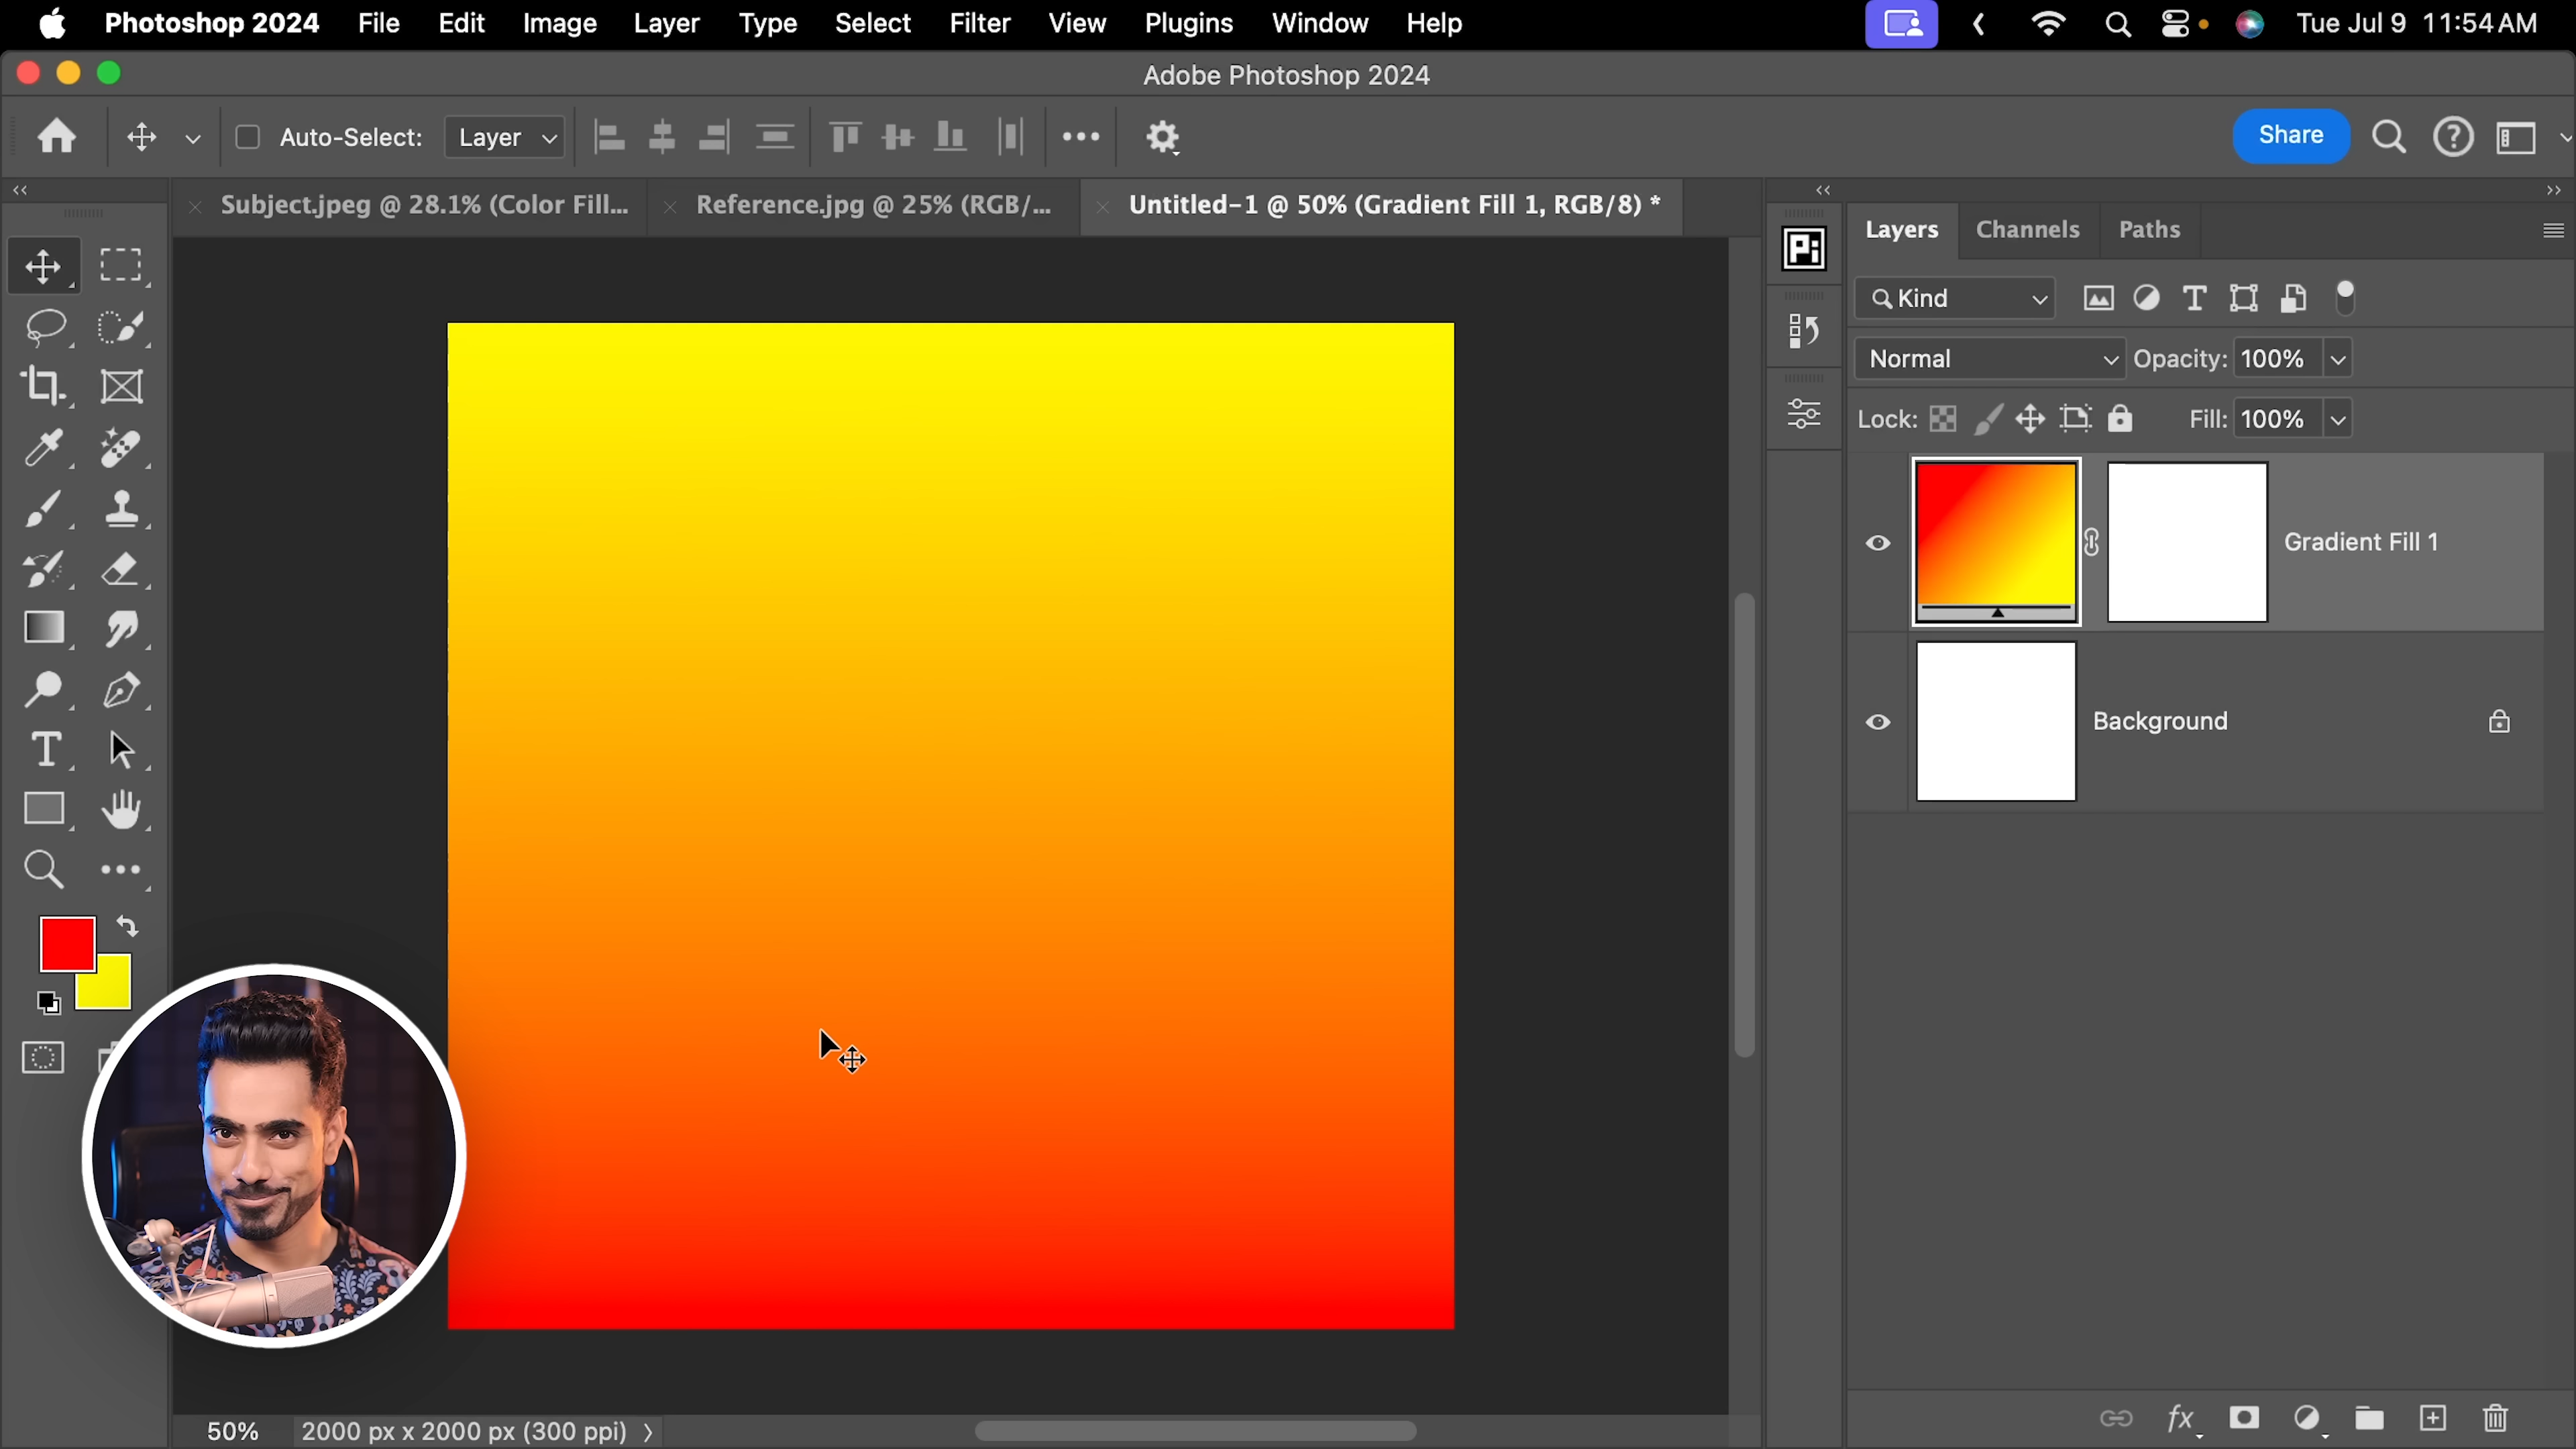 Photoshop 2024 File Edit Image Layer Type Select Filter View Plugins Window Help Tue Jul 9 11:54 AM
Adobe Photoshop 2024
Auto-Select: Layer Share
Subject.jpeg @ 28.1% (Color Fill... Reference.jpg @ 25% (RGB/... Untitled-1 @ 50% (Gradient Fill 1, RGB/8) *
Layers Channels Paths
Pi
Kind
Normal Opacity: 100%
Lock: Fill: 100%
Gradient Fill 1
Background
50% 2000 px x 2000 px (300 ppi)
fx